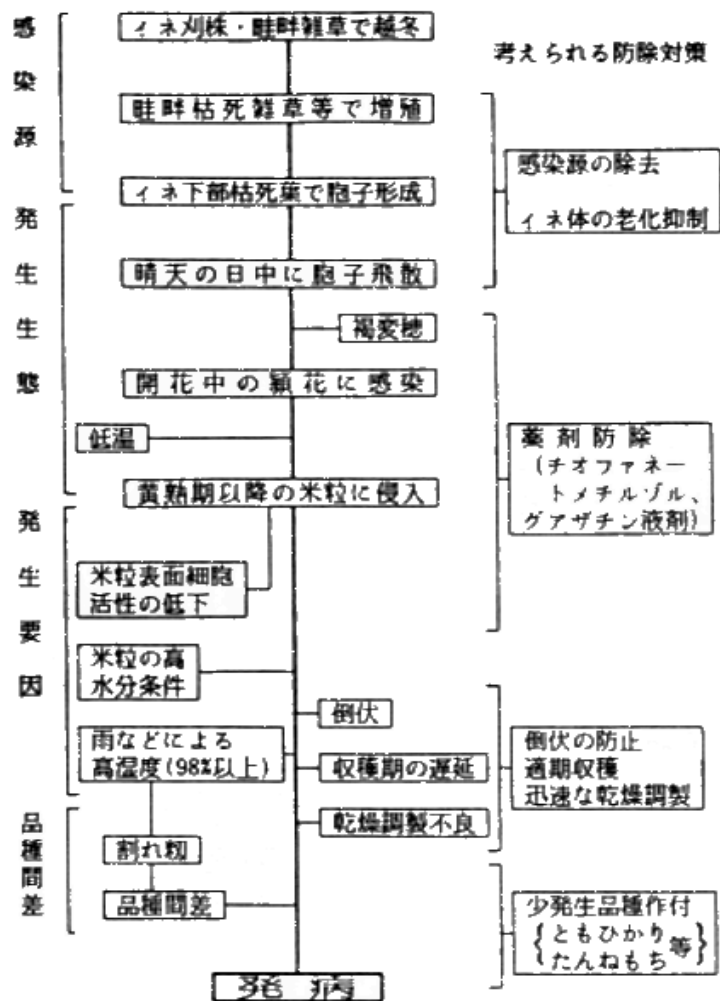 感染源
ィネ刈株・畦畔雑草で越冬
考えられる防除対策
畦畔枯死雑草等で増殖
感染源の除去
ィネ体の老化抑制
ィネ下部枯死葉で胞子形成
発生生態
晴天の日中に胞子飛散
褐変穂
開花中の穎花に感染
低温
薬剤防除
(チオファネー
トメチルゾル、
グアザチン液剤)
黄熟期以降の米粒に侵入
発生要因
米粒表面細胞
活性の低下
米粒の高
水分条件
倒伏
雨などによる
高湿度(98%以上)
収穫期の遅延
倒伏の防止
適期収穫
迅速な乾燥調製
乾燥調製不良
品種間差
割れ籾
品種間差
少発生品種作付
{ともひかり
たんねもち}等
発病